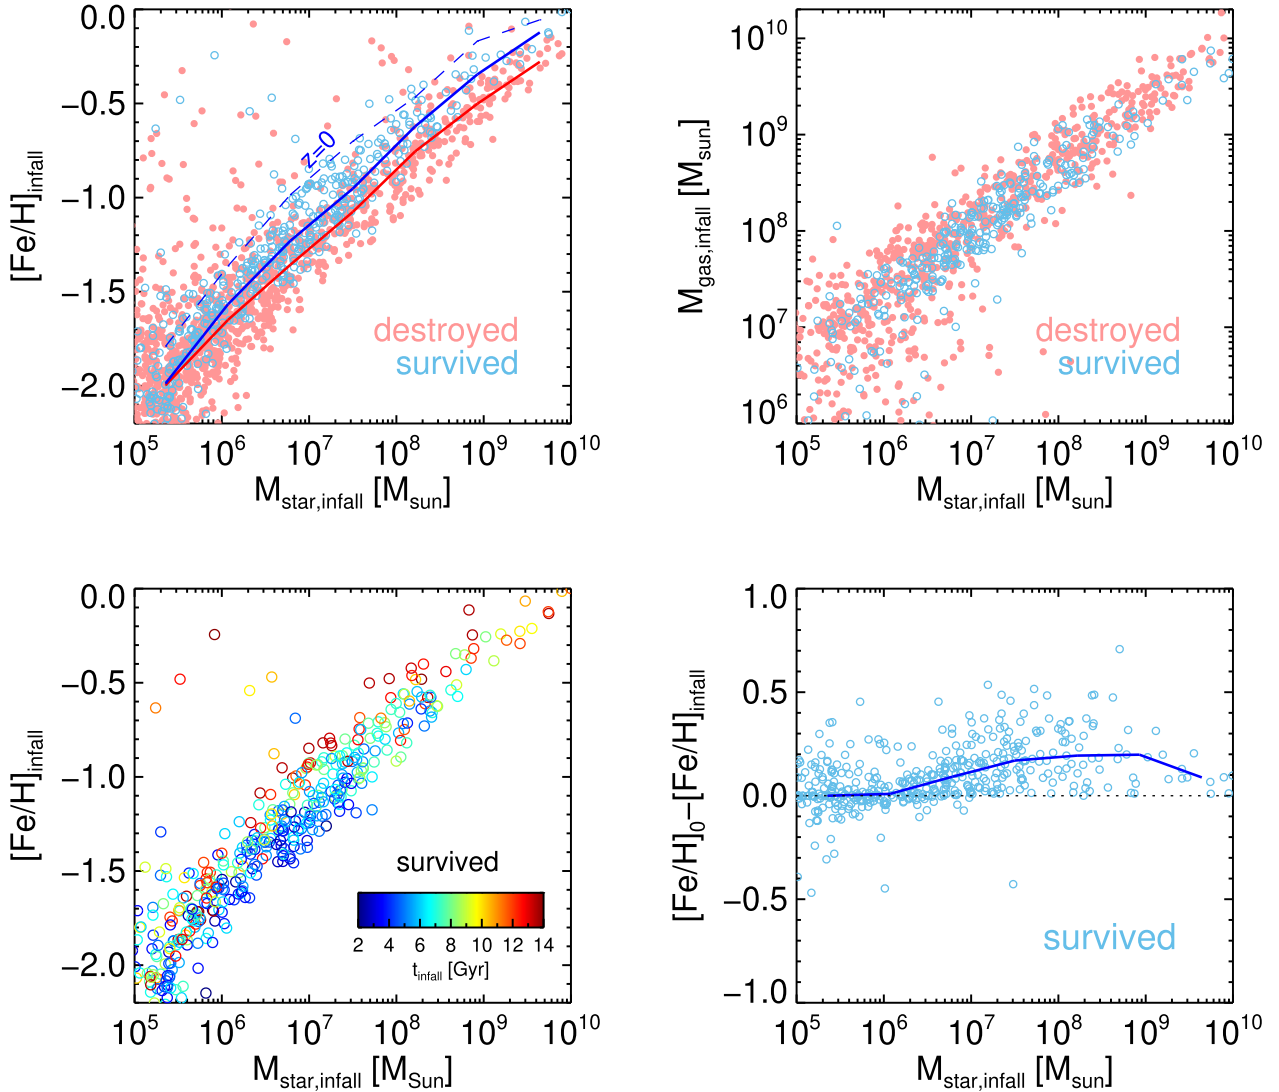 0.0
−0.5
−1.0
−1.5
−2.0
[Fe/H]infall
z=0
destroyed
survived
10^5 10^6 10^7 10^8 10^9 10^10
Mstar,infall [Msun]
10^10
10^9
10^8
10^7
10^6
Mgas,infall [Msun]
destroyed
survived
10^5 10^6 10^7 10^8 10^9 10^10
Mstar,infall [Msun]
0.0
−0.5
−1.0
−1.5
−2.0
[Fe/H]infall
survived
2 4 6 8 10 12 14
tinfall [Gyr]
10^5 10^6 10^7 10^8 10^9 10^10
Mstar,infall [MSun]
1.0
0.5
0.0
−0.5
−1.0
[Fe/H]0−[Fe/H]infall
survived
10^5 10^6 10^7 10^8 10^9 10^10
Mstar,infall [Msun]